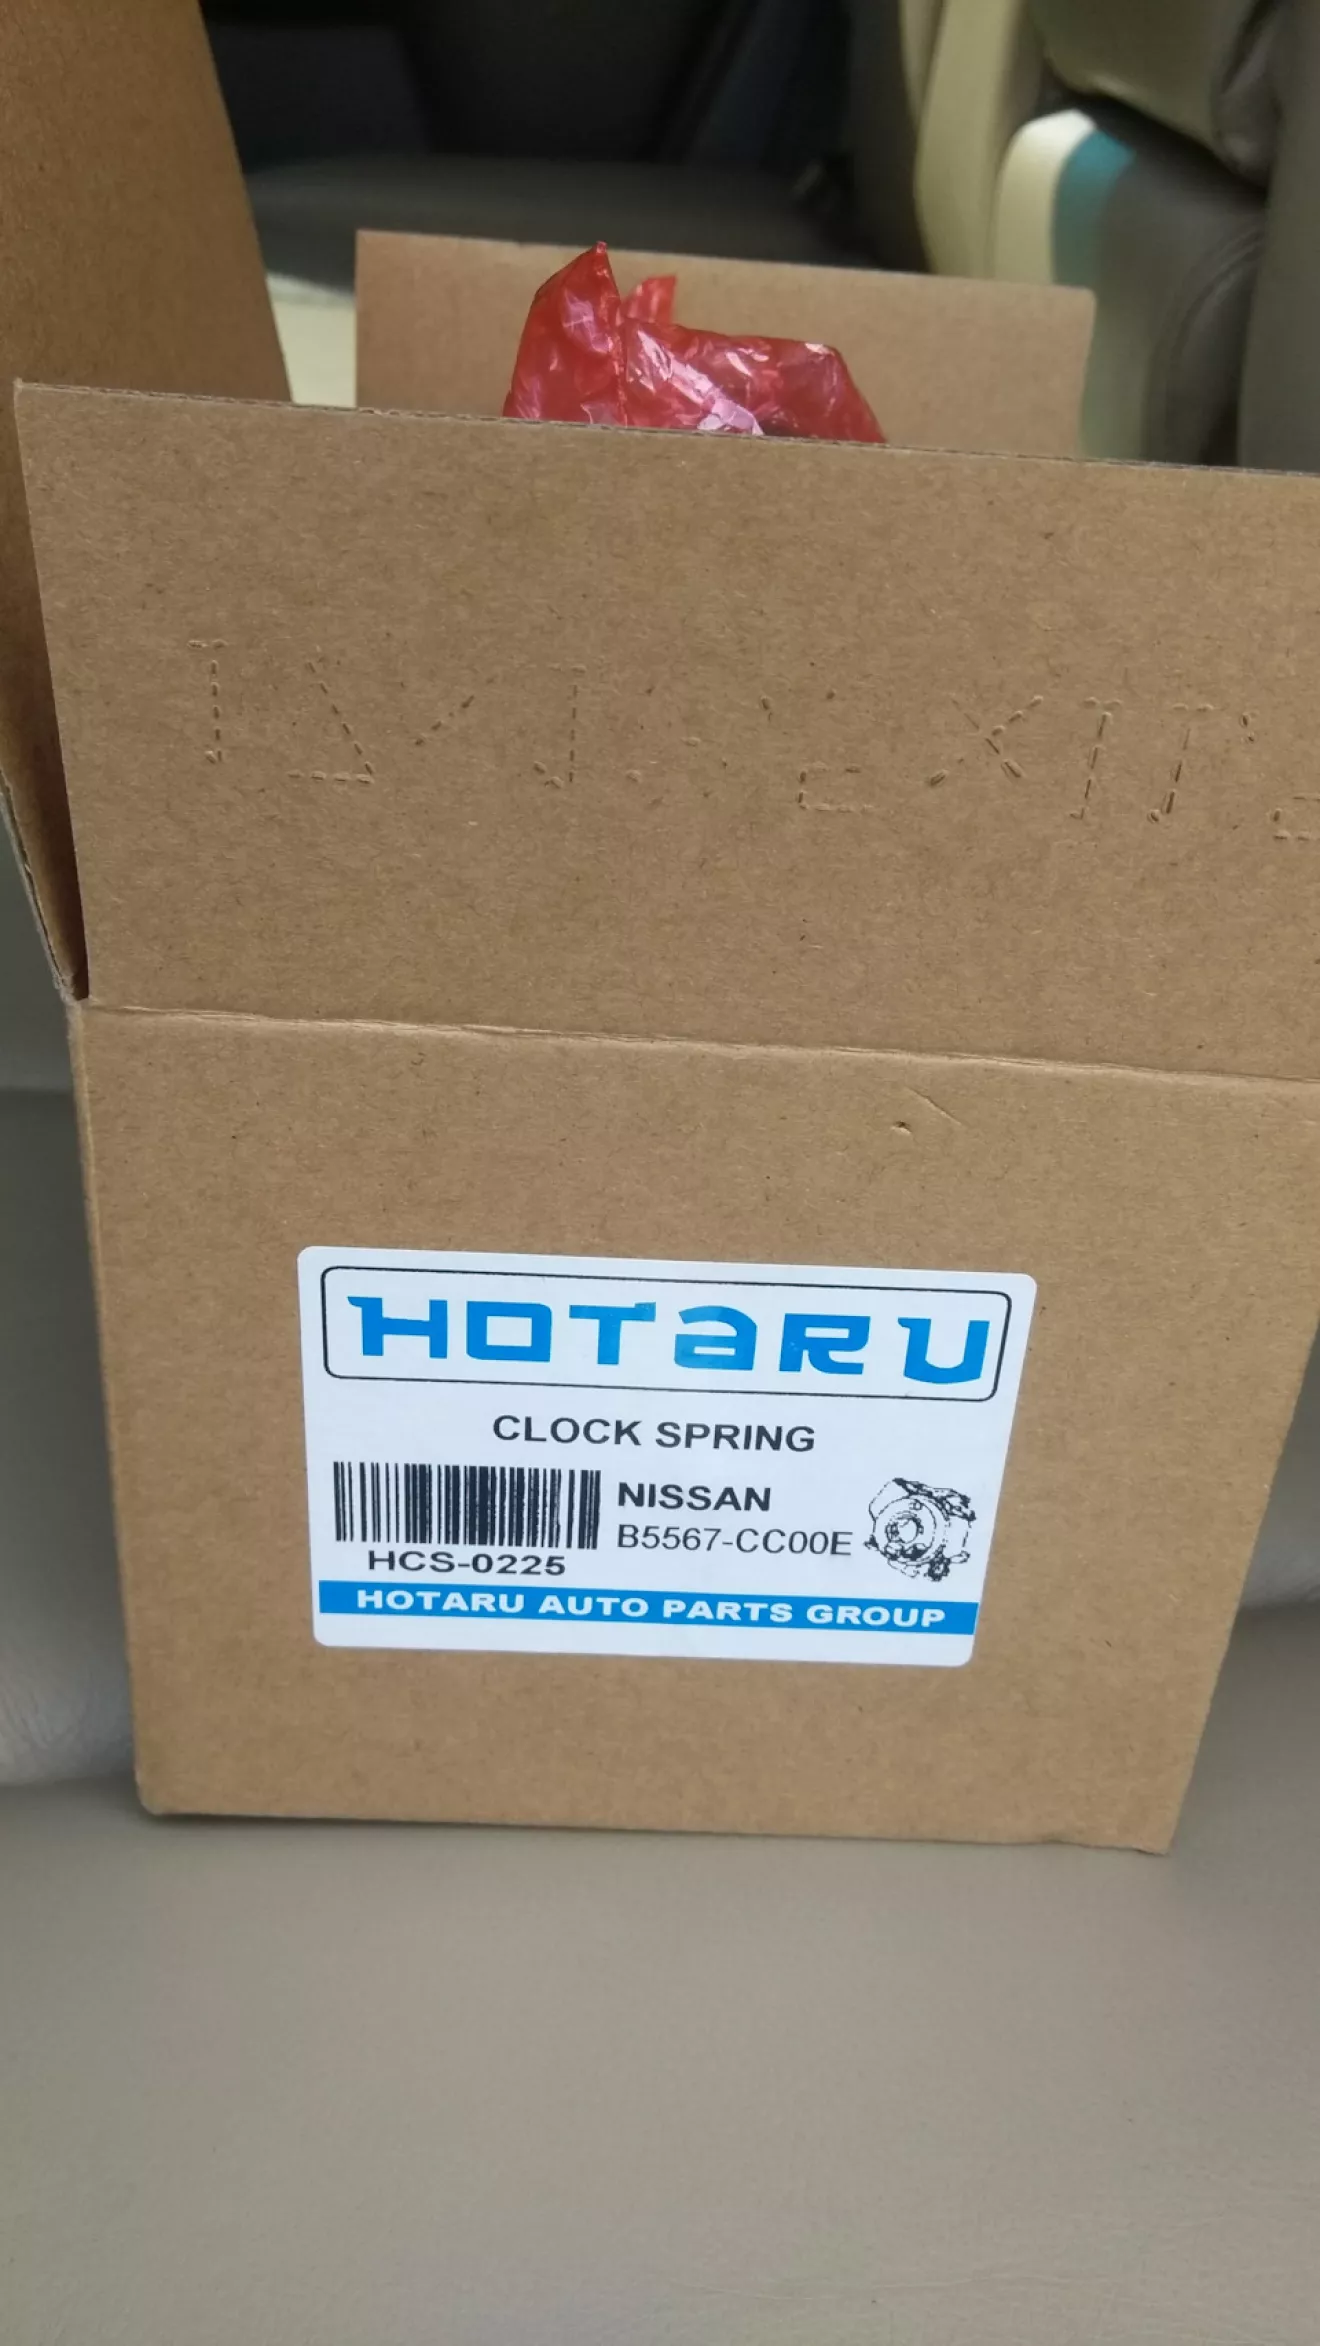 HOTaRU
CLOCK SPRING
NISSAN
B5567-CC00E
HCS-0225
HOTARU AUTO PARTS GROUP